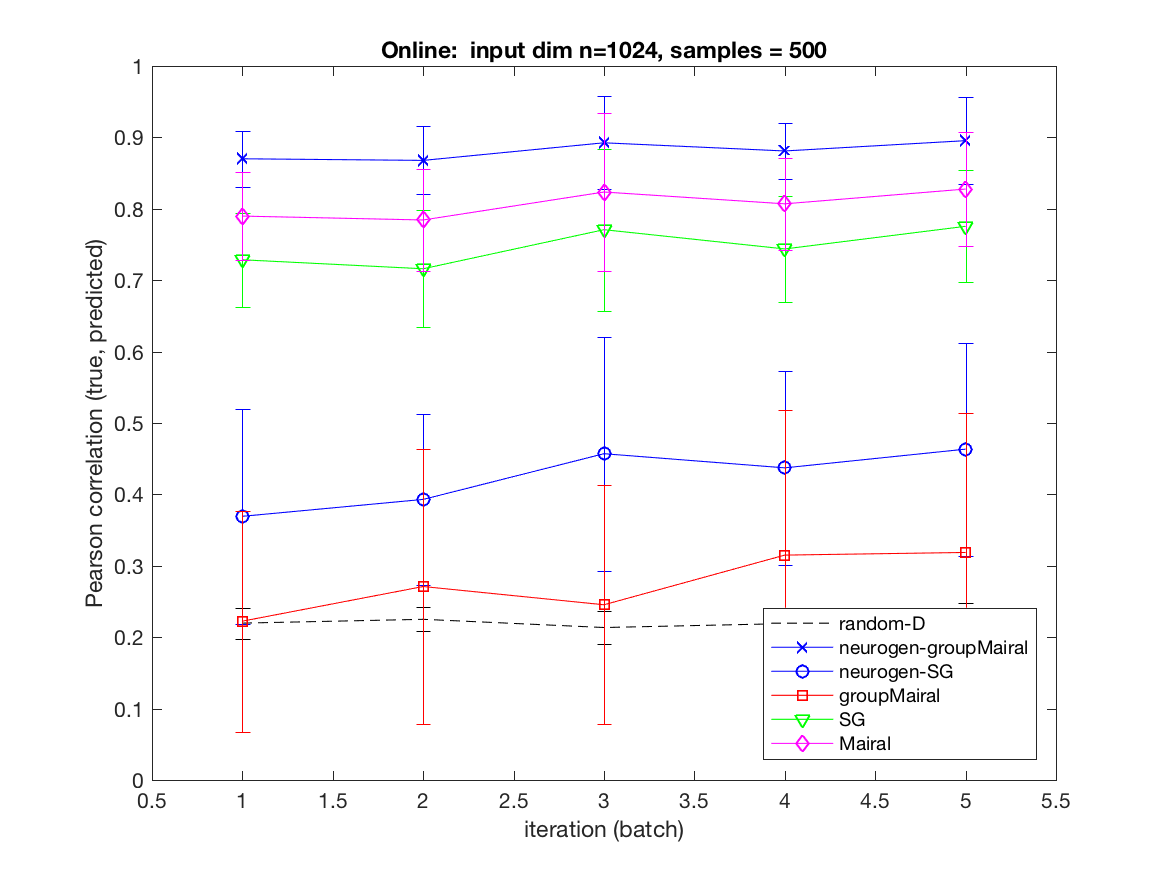 Online:  input dim n=1024, samples = 500
1
0.9
0.8
0.7
0.6
0.5
0.4
0.3
0.2
0.1
0
Pearson correlation (true, predicted)
random-D
neurogen-groupMairal
neurogen-SG
groupMairal
SG
Mairal
0.5 1 1.5 2 2.5 3 3.5 4 4.5 5 5.5
iteration (batch)